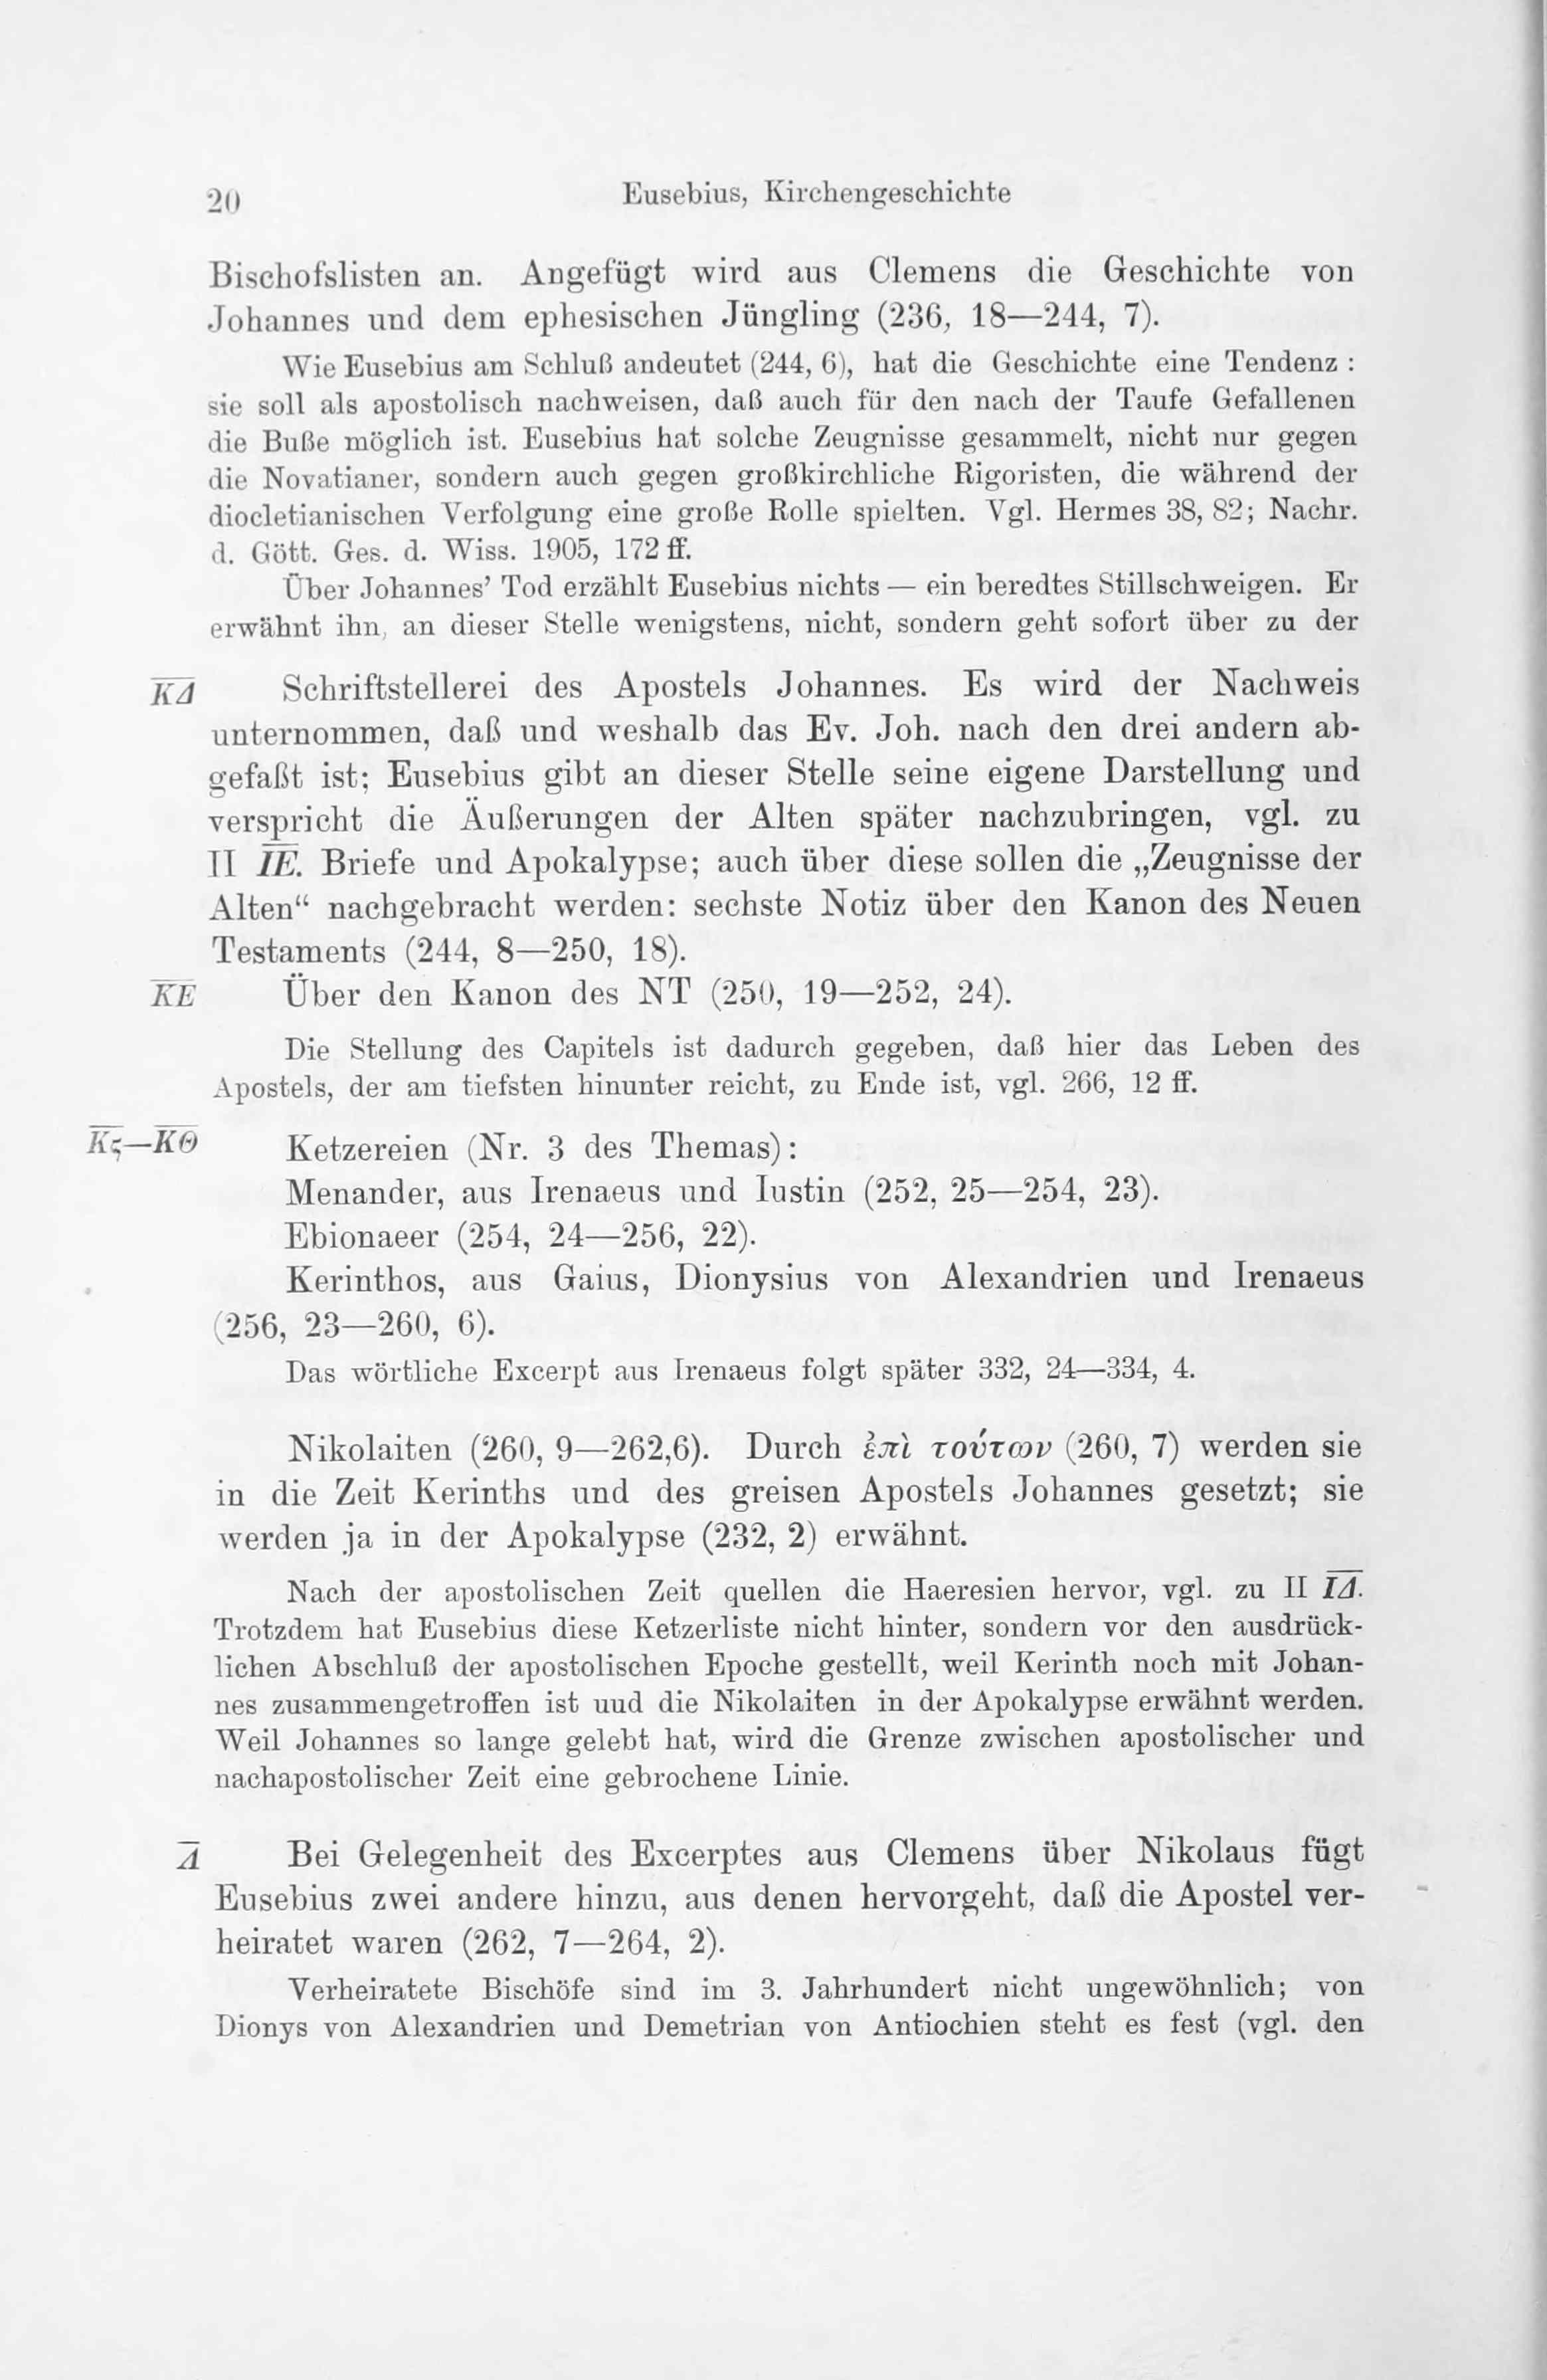 20
Eusebius, Kirchengeschichte
Bischofslisten an. Angefügt wird aus Clemens die Geschichte von
Johannes und dem ephesischen Jüngling (236, 18—244, 7).
Wie Eusebius am Schluß andeutet (244, 6), hat die Geschichte eine Tendenz :
sie soll als apostolisch nachweisen, daß auch für den nach der Taufe Gefallenen
die Buße möglich ist. Eusebius hat solche Zeugnisse gesammelt, nicht nur gegen
die Novatianer, sondern auch gegen großkirchliche Rigoristen, die während der
diocletianischen Verfolgung eine große Rolle spielten. Vgl. Hermes 38, 82; Nachr.
d. Gött. Ges. d. Wiss. 1905, 172 ff.
Über Johannes’ Tod erzählt Eusebius nichts — ein beredtes Stillschweigen. Er
erwähnt ihn, an dieser Stelle wenigstens, nicht, sondern geht sofort über zu der
K̅Δ̅ Schriftstellerei des Apostels Johannes. Es wird der Nachweis
unternommen, daß und weshalb das Ev. Joh. nach den drei andern ab-
gefaßt ist; Eusebius gibt an dieser Stelle seine eigene Darstellung und
verspricht die Äußerungen der Alten später nachzubringen, vgl. zu
II I̅E̅. Briefe und Apokalypse; auch über diese sollen die „Zeugnisse der
Alten“ nachgebracht werden: sechste Notiz über den Kanon des Neuen
Testaments (244, 8—250, 18).
K̅E̅ Über den Kanon des NT (250, 19—252, 24).
Die Stellung des Capitels ist dadurch gegeben, daß hier das Leben des
Apostels, der am tiefsten hinunter reicht, zu Ende ist, vgl. 266, 12 ff.
K̅ϛ̅—K̅Θ̅ Ketzereien (Nr. 3 des Themas):
Menander, aus Irenaeus und Iustin (252, 25—254, 23).
Ebionaeer (254, 24—256, 22).
Kerinthos, aus Gaius, Dionysius von Alexandrien und Irenaeus
(256, 23—260, 6).
Das wörtliche Excerpt aus Irenaeus folgt später 332, 24—334, 4.
Nikolaiten (260, 9—262,6). Durch ἐπὶ τούτων (260, 7) werden sie
in die Zeit Kerinths und des greisen Apostels Johannes gesetzt; sie
werden ja in der Apokalypse (232, 2) erwähnt.
Nach der apostolischen Zeit quellen die Haeresien hervor, vgl. zu II I̅Δ̅.
Trotzdem hat Eusebius diese Ketzerliste nicht hinter, sondern vor den ausdrück-
lichen Abschluß der apostolischen Epoche gestellt, weil Kerinth noch mit Johan-
nes zusammengetroffen ist uud die Nikolaiten in der Apokalypse erwähnt werden.
Weil Johannes so lange gelebt hat, wird die Grenze zwischen apostolischer und
nachapostolischer Zeit eine gebrochene Linie.
Λ̅ Bei Gelegenheit des Excerptes aus Clemens über Nikolaus fügt
Eusebius zwei andere hinzu, aus denen hervorgeht, daß die Apostel ver-
heiratet waren (262, 7—264, 2).
Verheiratete Bischöfe sind im 3. Jahrhundert nicht ungewöhnlich; von
Dionys von Alexandrien und Demetrian von Antiochien steht es fest (vgl. den